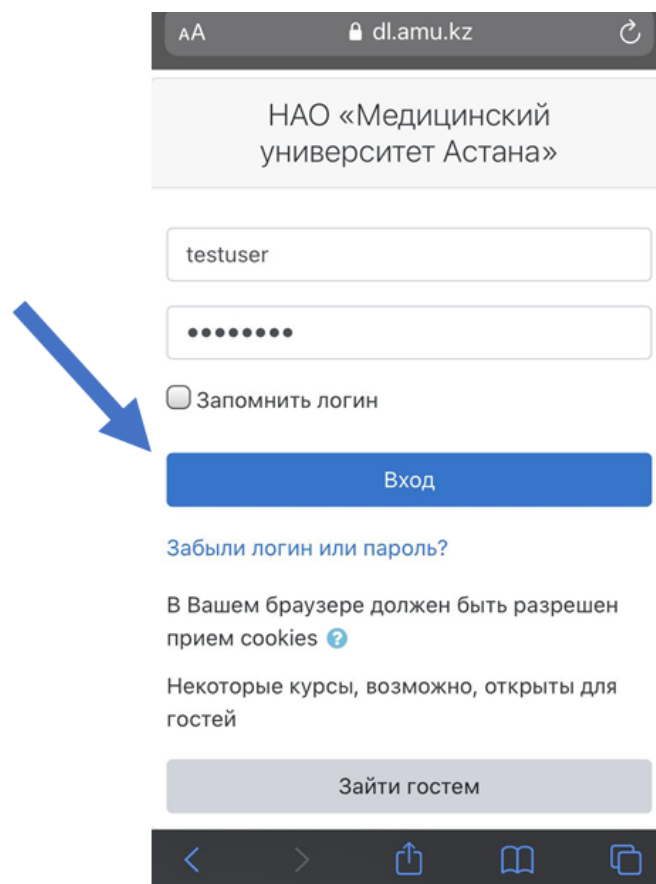 AA dl.amu.kz
НАО «Медицинский
университет Астана»
testuser
••••••••
Запомнить логин
Вход
Забыли логин или пароль?
В Вашем браузере должен быть разрешен
прием cookies ?
Некоторые курсы, возможно, открыты для
гостей
Зайти гостем